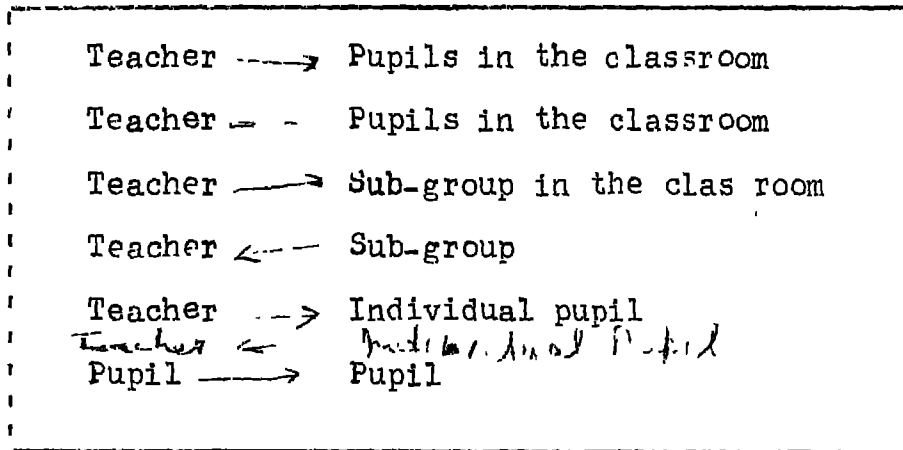 Teacher ----> Pupils in the classroom
Teacher - - Pupils in the classroom
Teacher ——> Sub-group in the clas room
Teacher <--- Sub-group
Teacher ---> Individual pupil
Teacher <- Individual Pupil
Pupil ——> Pupil